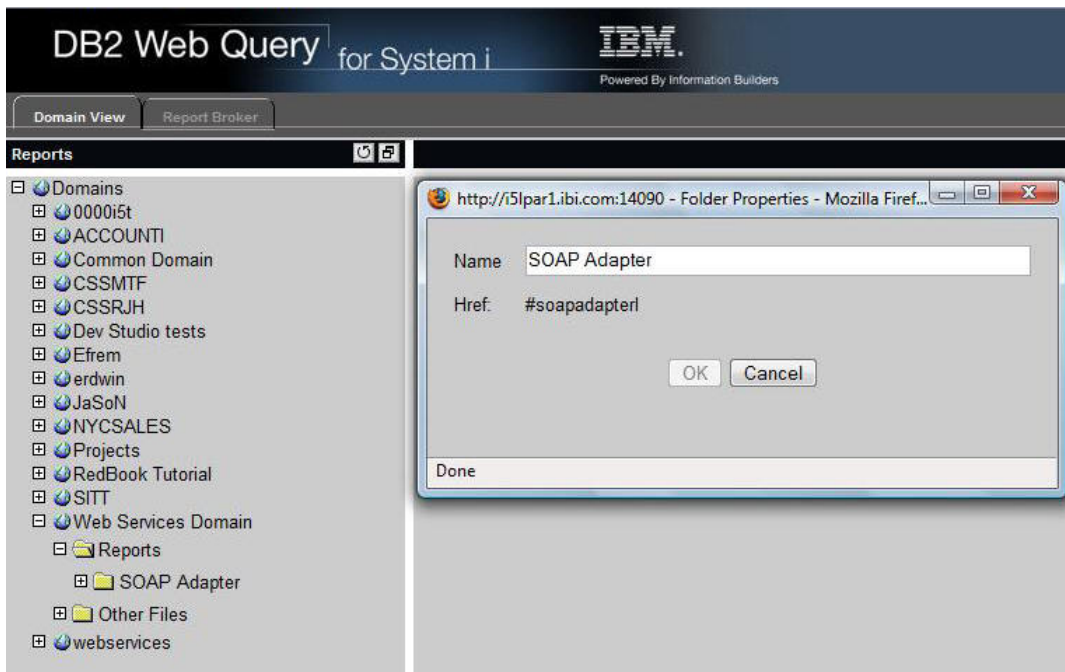 DB2 Web Query for System i
IBM.
Powered By Information Builders
Domain View
Report Broker
Reports
Domains
0000i5t
ACCOUNTI
Common Domain
CSSMTF
CSSRJH
Dev Studio tests
Efrem
erdwin
JaSoN
NYCSALES
Projects
RedBook Tutorial
SITT
Web Services Domain
Reports
SOAP Adapter
Other Files
webservices
http://i5lpar1.ibi.com:14090 - Folder Properties - Mozilla Firef...
Name SOAP Adapter
Href: #soapadapterl
OK Cancel
Done